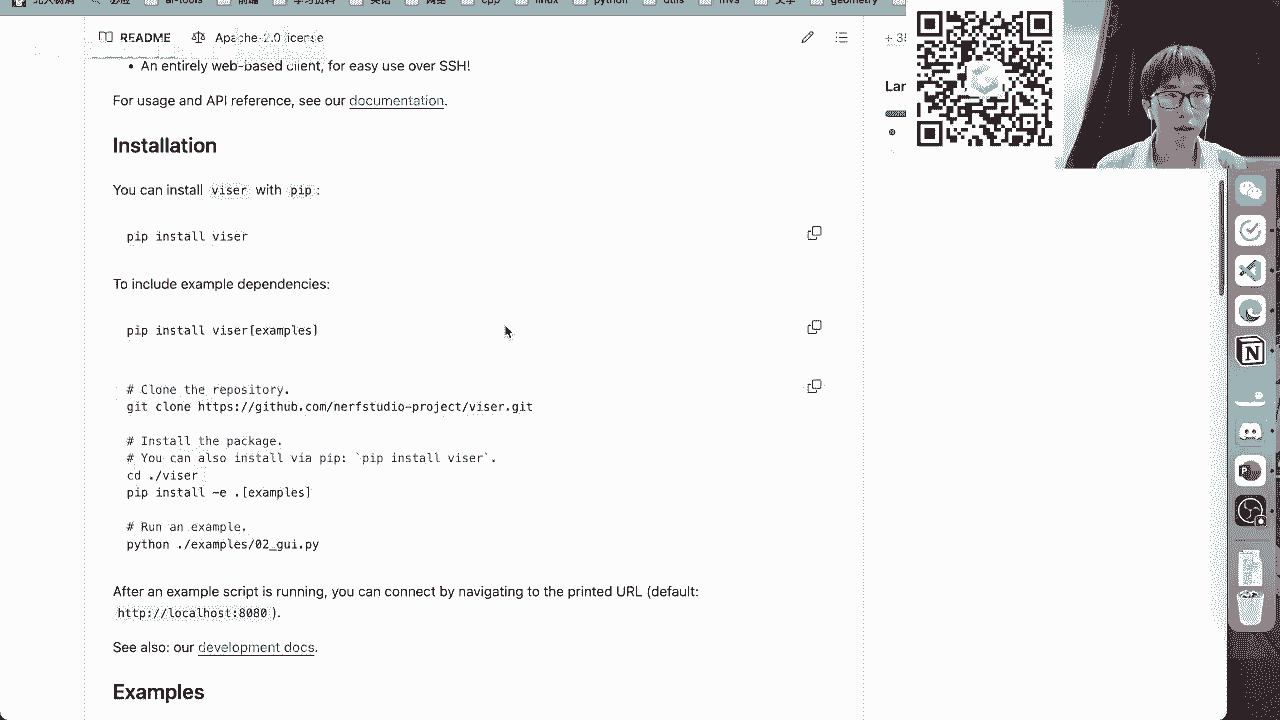 README
Apache-2.0 license
An entirely web-based client, for easy use over SSH!
For usage and API reference, see our documentation.
Installation
You can install viser with pip:
pip install viser
To include example dependencies:
pip install viser[examples]
# Clone the repository.
git clone https://github.com/nerfstudio-project/viser.git
# Install the package.
# You can also install via pip: `pip install viser`.
cd ./viser
pip install -e .[examples]
# Run an example.
python ./examples/02_gui.py
After an example script is running, you can connect by navigating to the printed URL (default:
http://localhost:8080).
See also: our development docs.
Examples